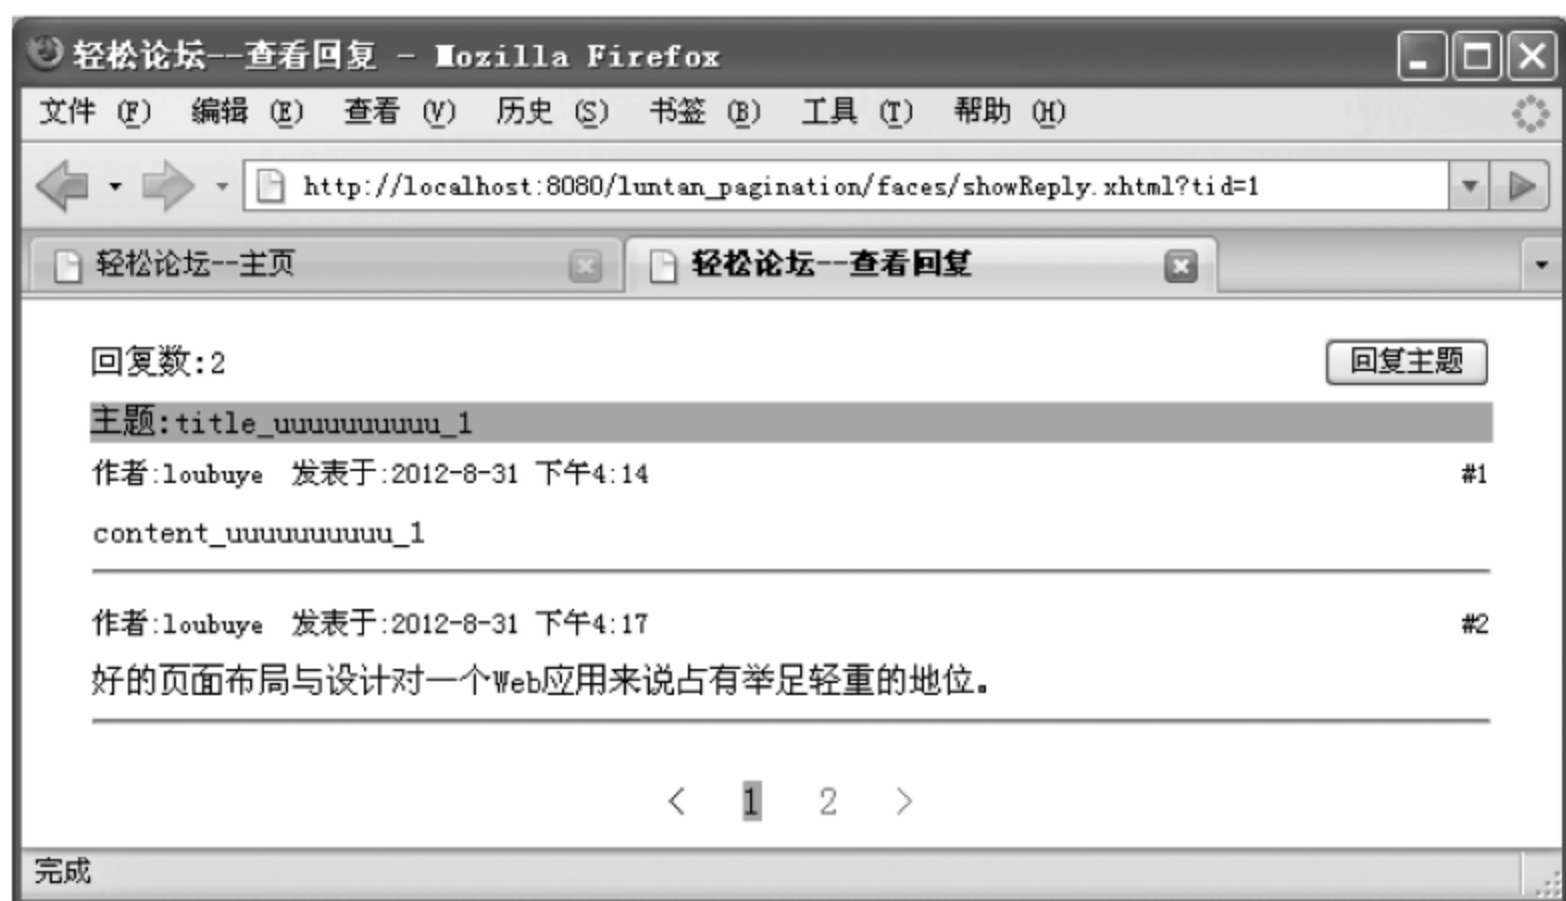 轻松论坛--查看回复 - Mozilla Firefox
文件 (F) 编辑 (E) 查看 (V) 历史 (S) 书签 (B) 工具 (T) 帮助 (H)
http://localhost:8080/luntan_pagination/faces/showReply.xhtml?tid=1
轻松论坛--主页 轻松论坛--查看回复
回复数:2 回复主题
主题:title_uuuuuuuuuu_1
作者:loubuye 发表于:2012-8-31 下午4:14 #1
content_uuuuuuuuuu_1
作者:loubuye 发表于:2012-8-31 下午4:17 #2
好的页面布局与设计对一个Web应用来说占有举足轻重的地位。
< 1 2 >
完成